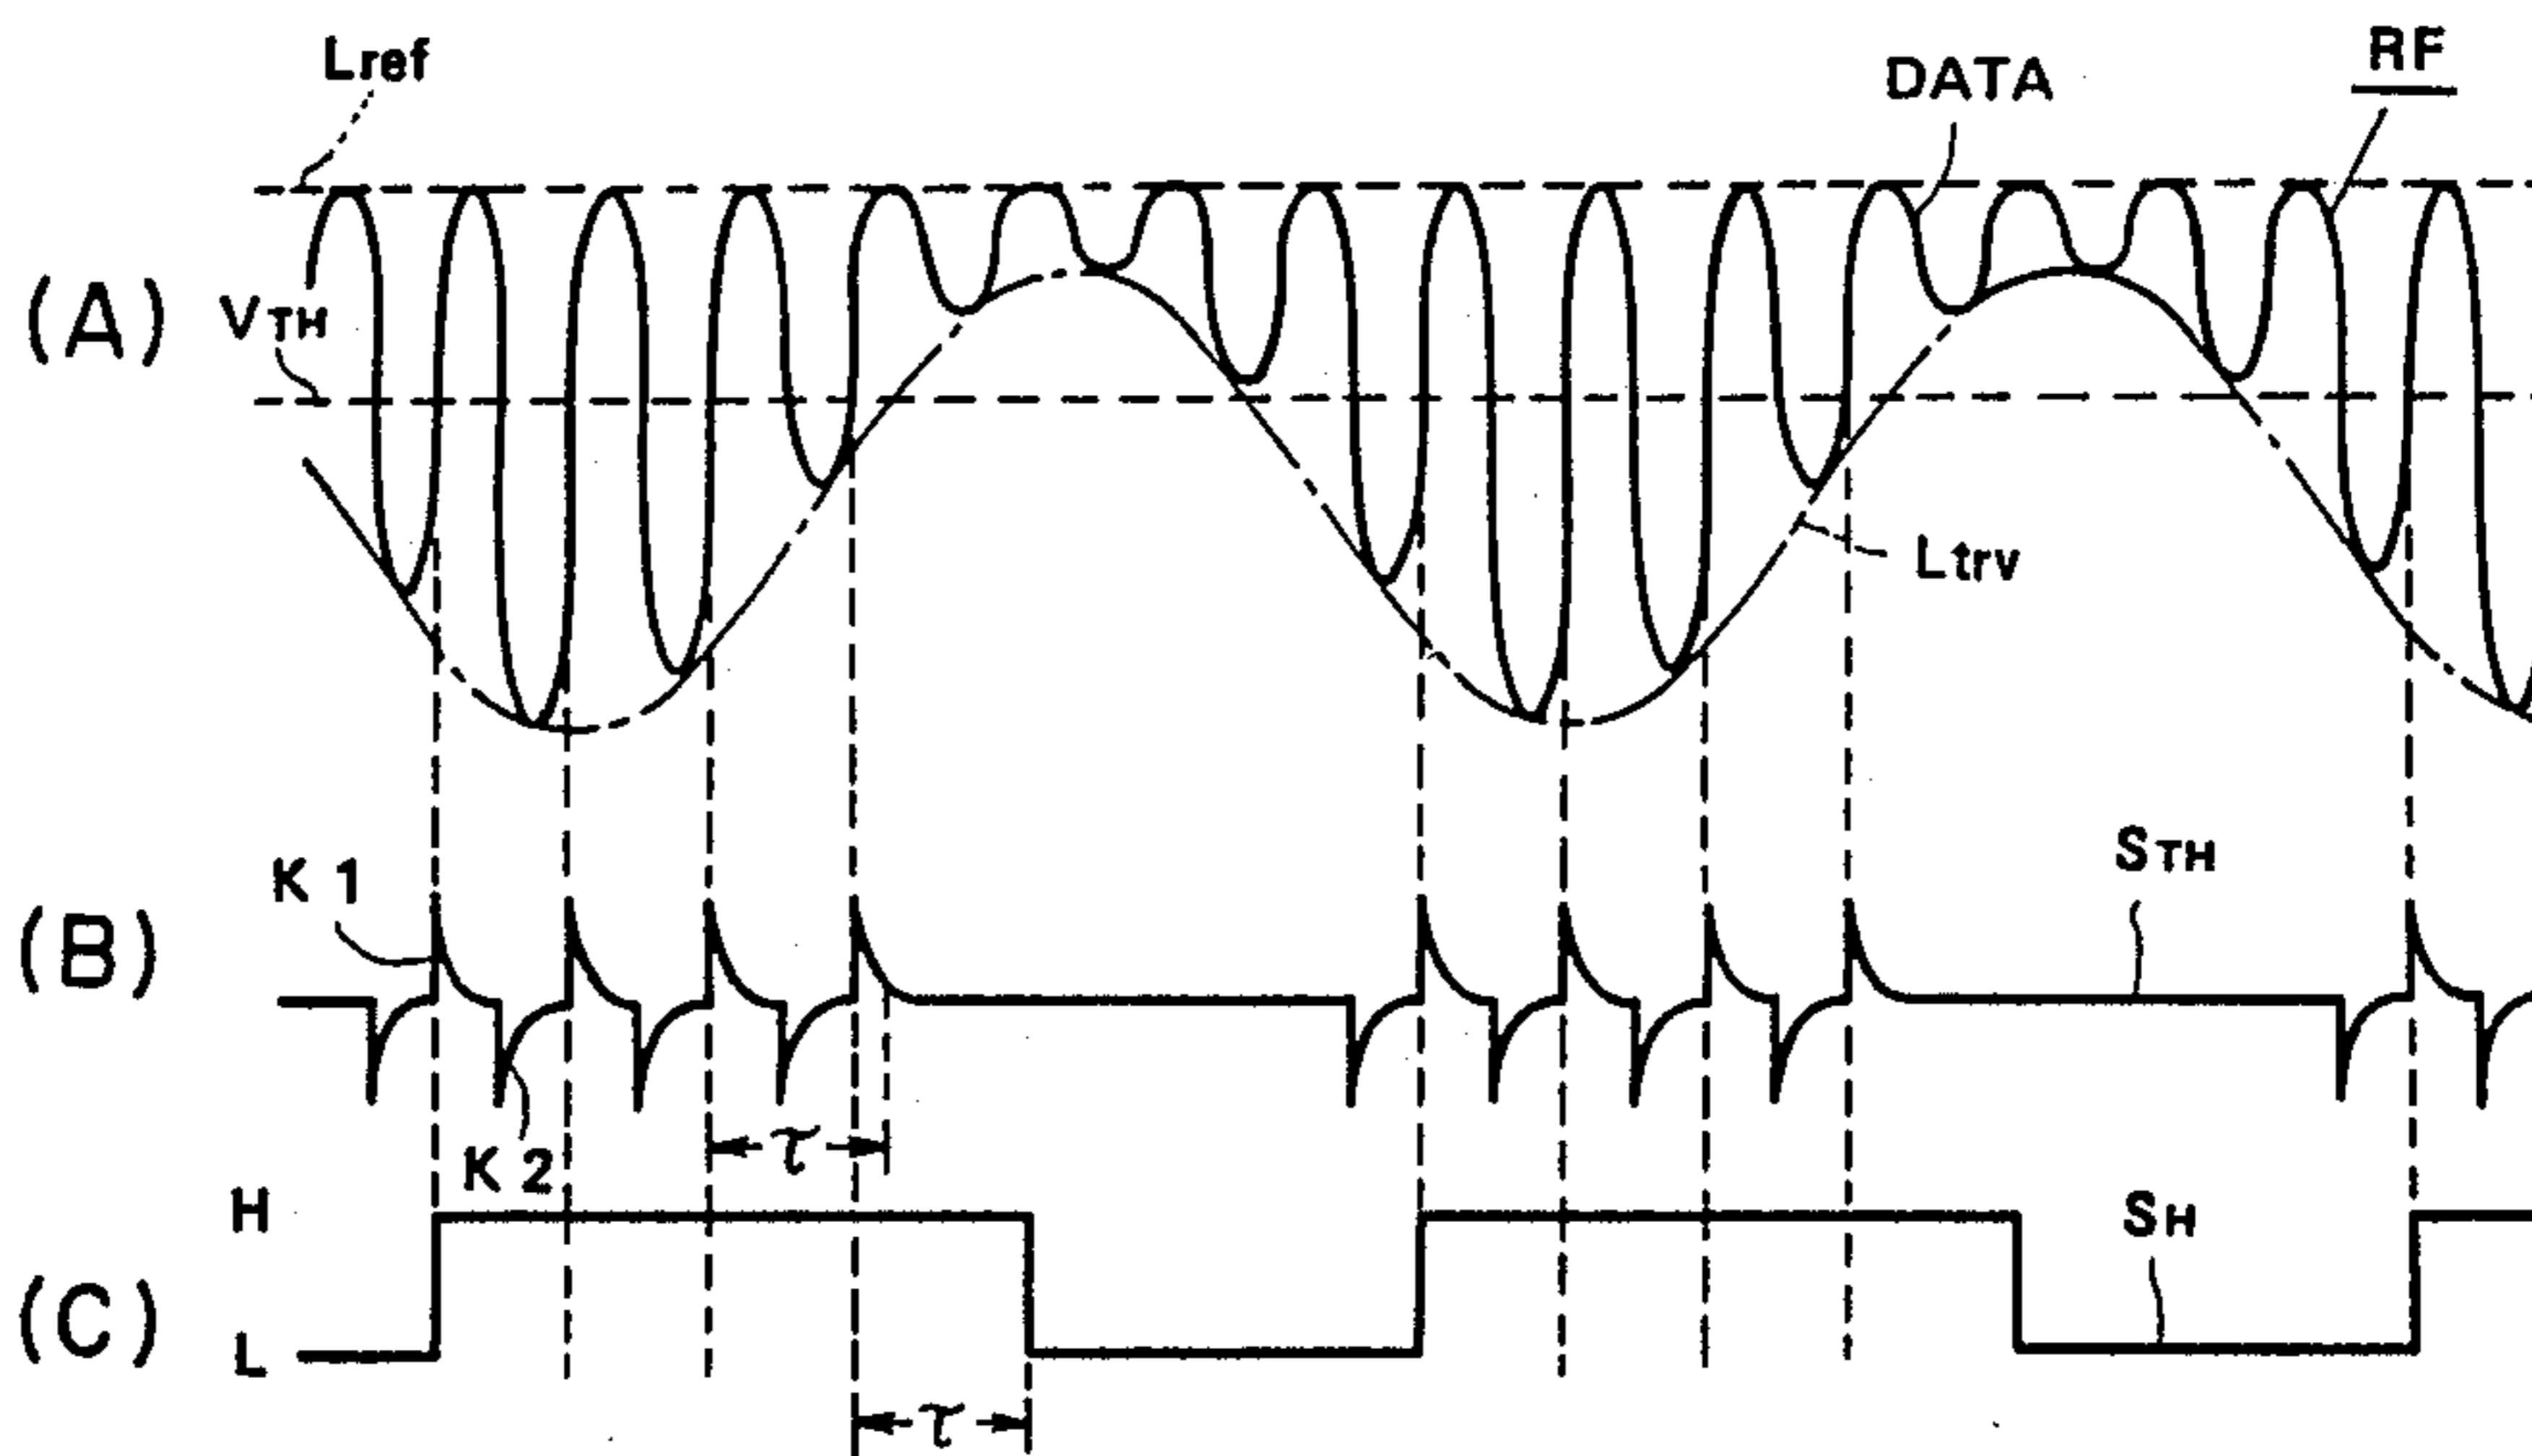 Lref
DATA
RF
(A)
VTH
Ltrv
STH
K 1
(B)
τ
K 2
H
SH
(C)
L
τ